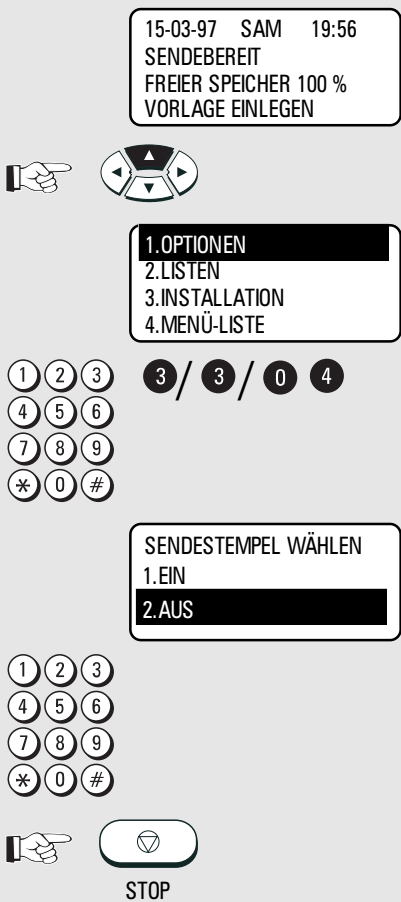 15-03-97 SAM 19:56
SENDEBEREIT
FREIER SPEICHER 100 %
VORLAGE EINLEGEN
1.OPTIONEN
2.LISTEN
3.INSTALLATION
4.MENÜ-LISTE
1 2 3 3 / 3 / 0 4
4 5 6
7 8 9
* 0 #
SENDESTEMPEL WÄHLEN
1.EIN
2.AUS
1 2 3
4 5 6
7 8 9
* 0 #
STOP